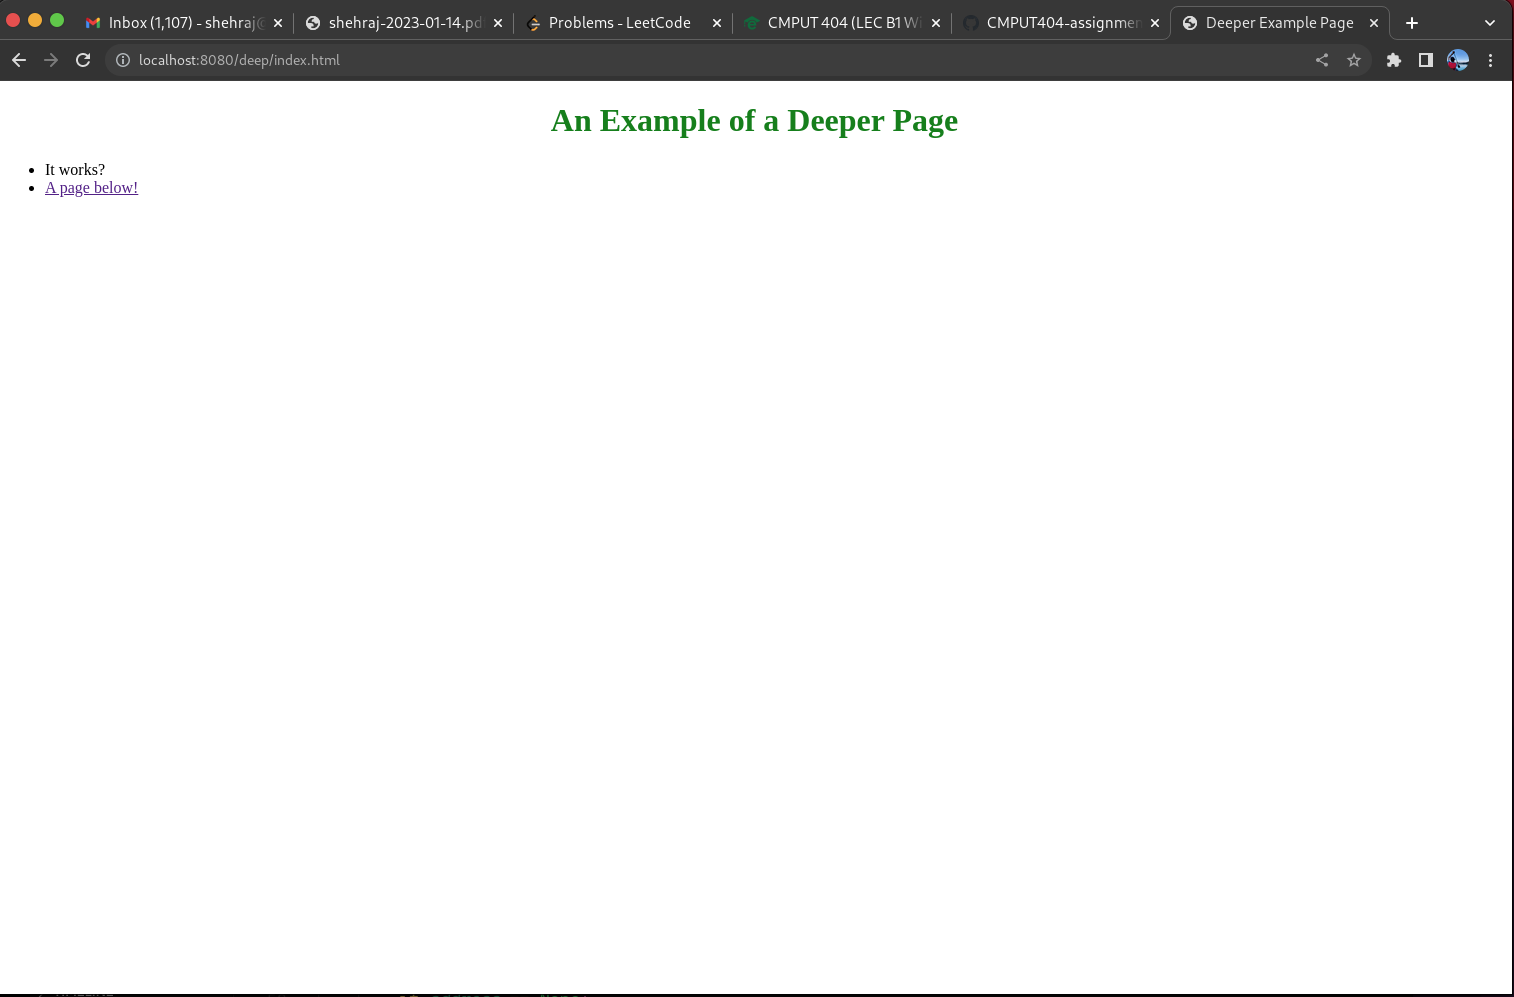 Inbox (1,107) - shehraj@
shehraj-2023-01-14.pd
Problems - LeetCode
CMPUT 404 (LEC B1 Wi
CMPUT404-assignmen
Deeper Example Page
localhost:8080/deep/index.html
An Example of a Deeper Page
It works?
A page below!